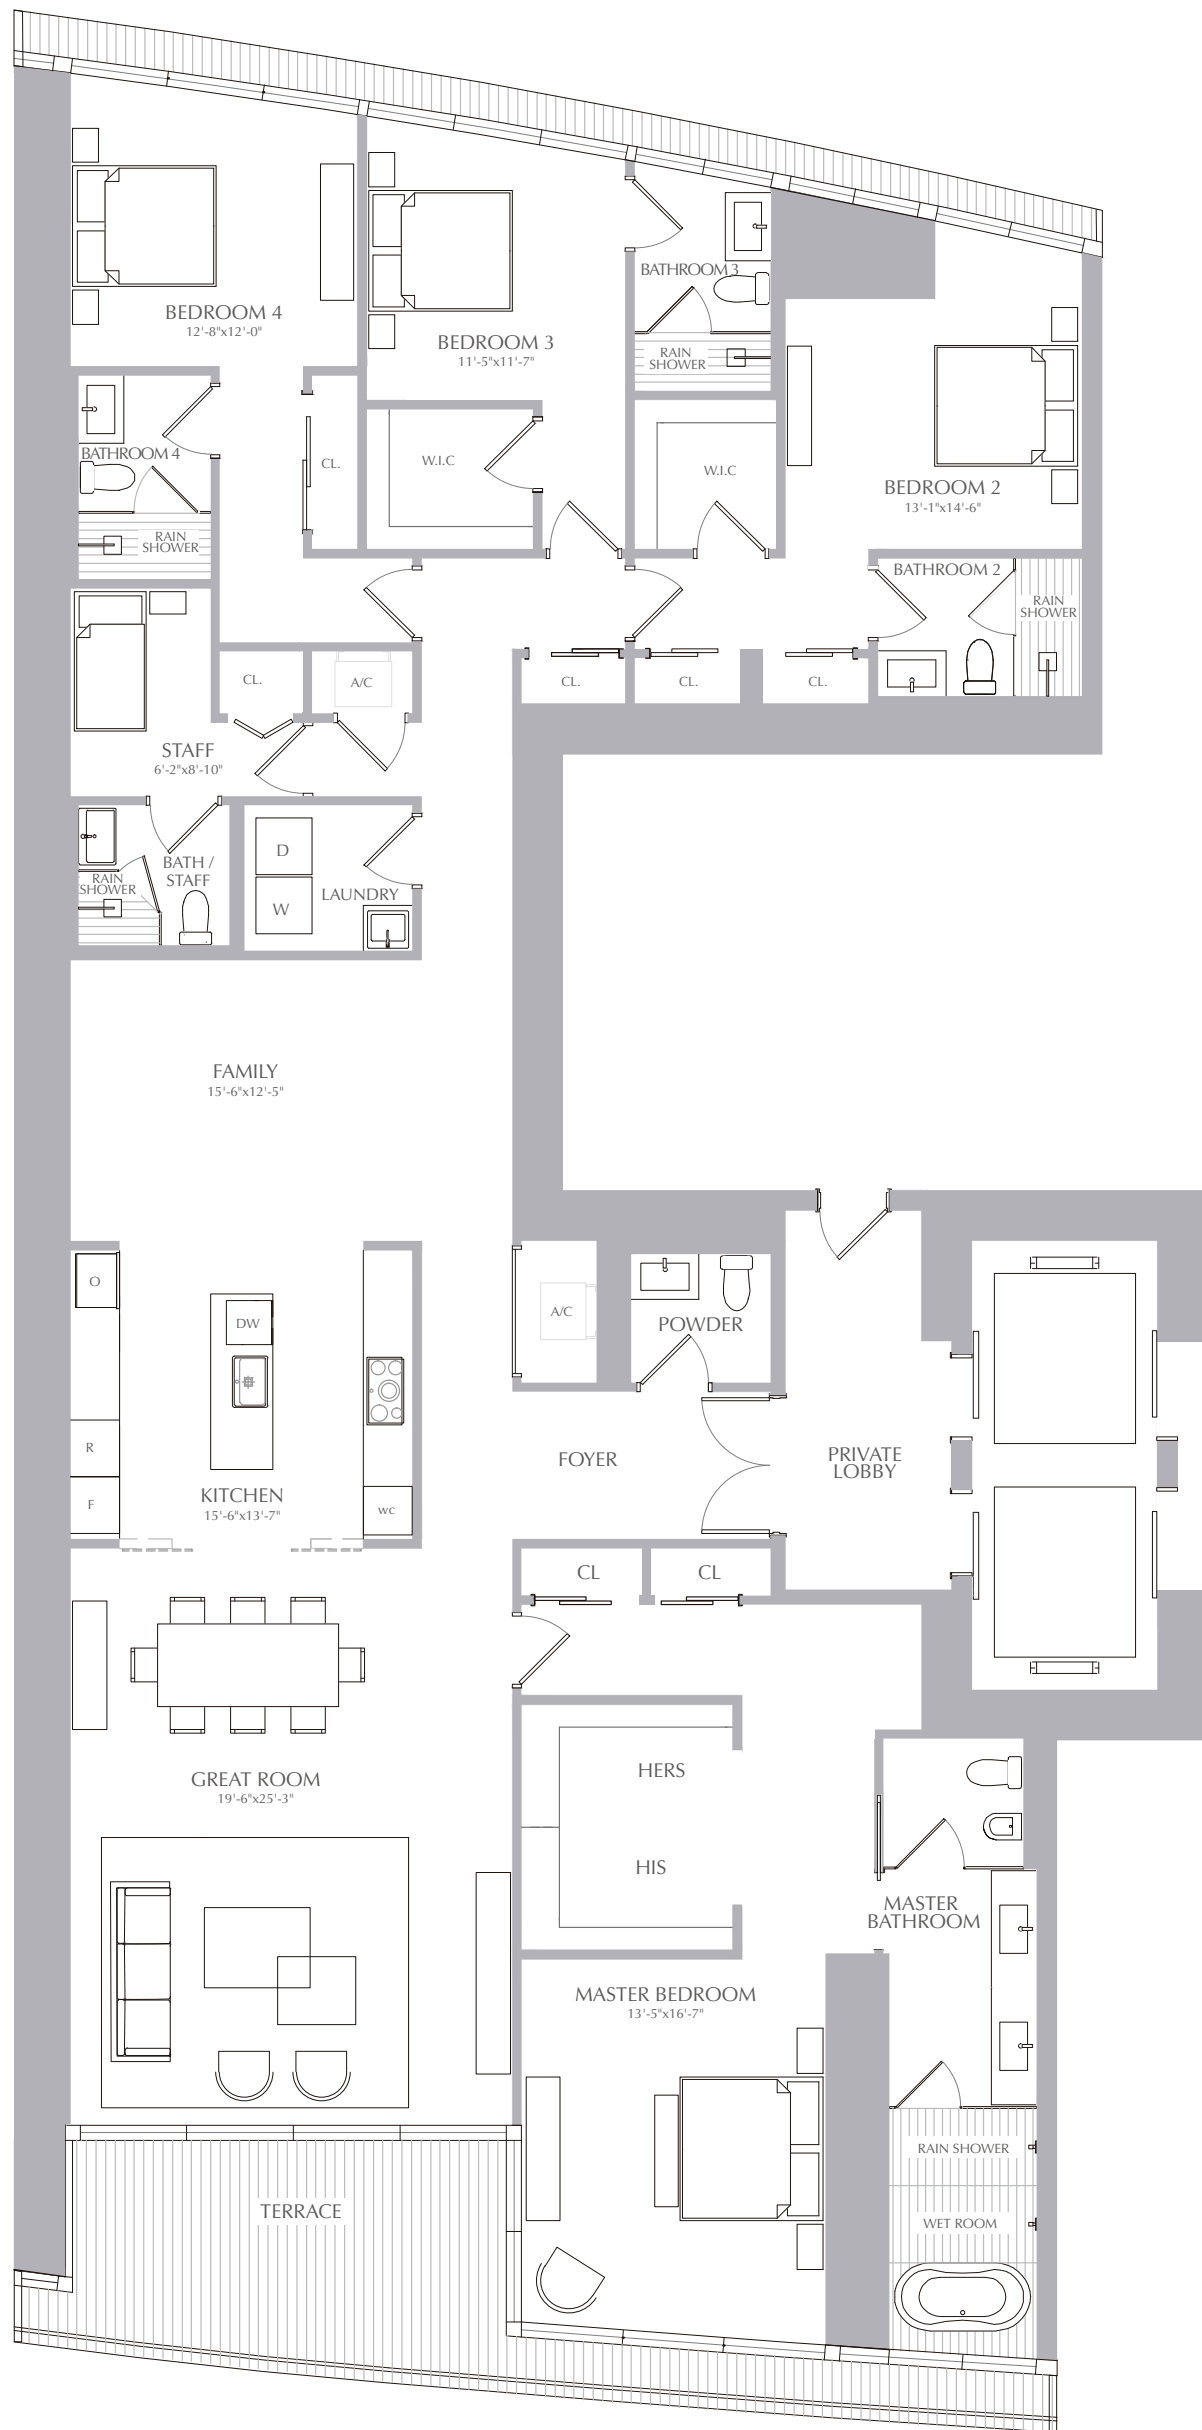 BEDROOM 4
12'-8"x12'-0"
BEDROOM 3
11'-5"x11'-7"
BATHROOM 3
RAIN
SHOWER
BEDROOM 2
13'-1"x14'-6"
BATHROOM 4
RAIN
SHOWER
CL.
W.I.C
W.I.C
BATHROOM 2
RAIN
SHOWER
CL.
A/C
CL.
CL.
CL.
STAFF
6'-2"x8'-10"
BATH /
STAFF
RAIN
SHOWER
D
W
LAUNDRY
FAMILY
15'-6"x12'-5"
O
DW
R
F
KITCHEN
15'-6"x13'-7"
WC
A/C
POWDER
FOYER
PRIVATE
LOBBY
CL
CL
GREAT ROOM
19'-6"x25'-3"
HERS
HIS
MASTER
BATHROOM
MASTER BEDROOM
13'-5"x16'-7"
RAIN SHOWER
WET ROOM
TERRACE